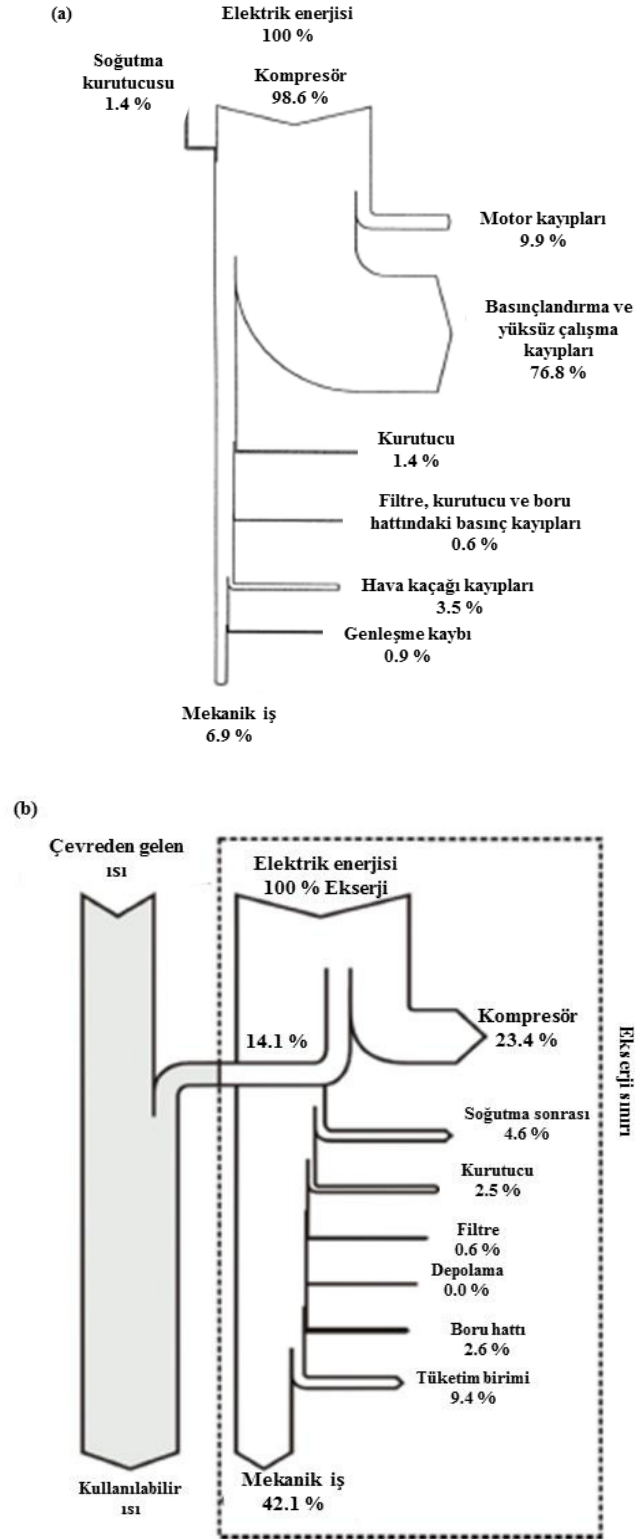 (a)
Elektrik enerjisi
100 %
Soğutma
kurutucusu
1.4 %
Kompresör
98.6 %
Motor kayıpları
9.9 %
Basınçlandırma ve
yüksüz çalışma
kayıpları
76.8 %
Kurutucu
1.4 %
Filtre, kurutucu ve boru
hattındaki basınç kayıpları
0.6 %
Hava kaçağı kayıpları
3.5 %
Genleşme kaybı
0.9 %
Mekanik iş
6.9 %
(b)
Çevreden gelen
ısı
Elektrik enerjisi
100 % Ekserji
14.1 %
Kompresör
23.4 %
Ekserji sınırı
Soğutma sonrası
4.6 %
Kurutucu
2.5 %
Filtre
0.6 %
Depolama
0.0 %
Boru hattı
2.6 %
Tüketim birimi
9.4 %
Kullanılabilir
ısı
Mekanik iş
42.1 %